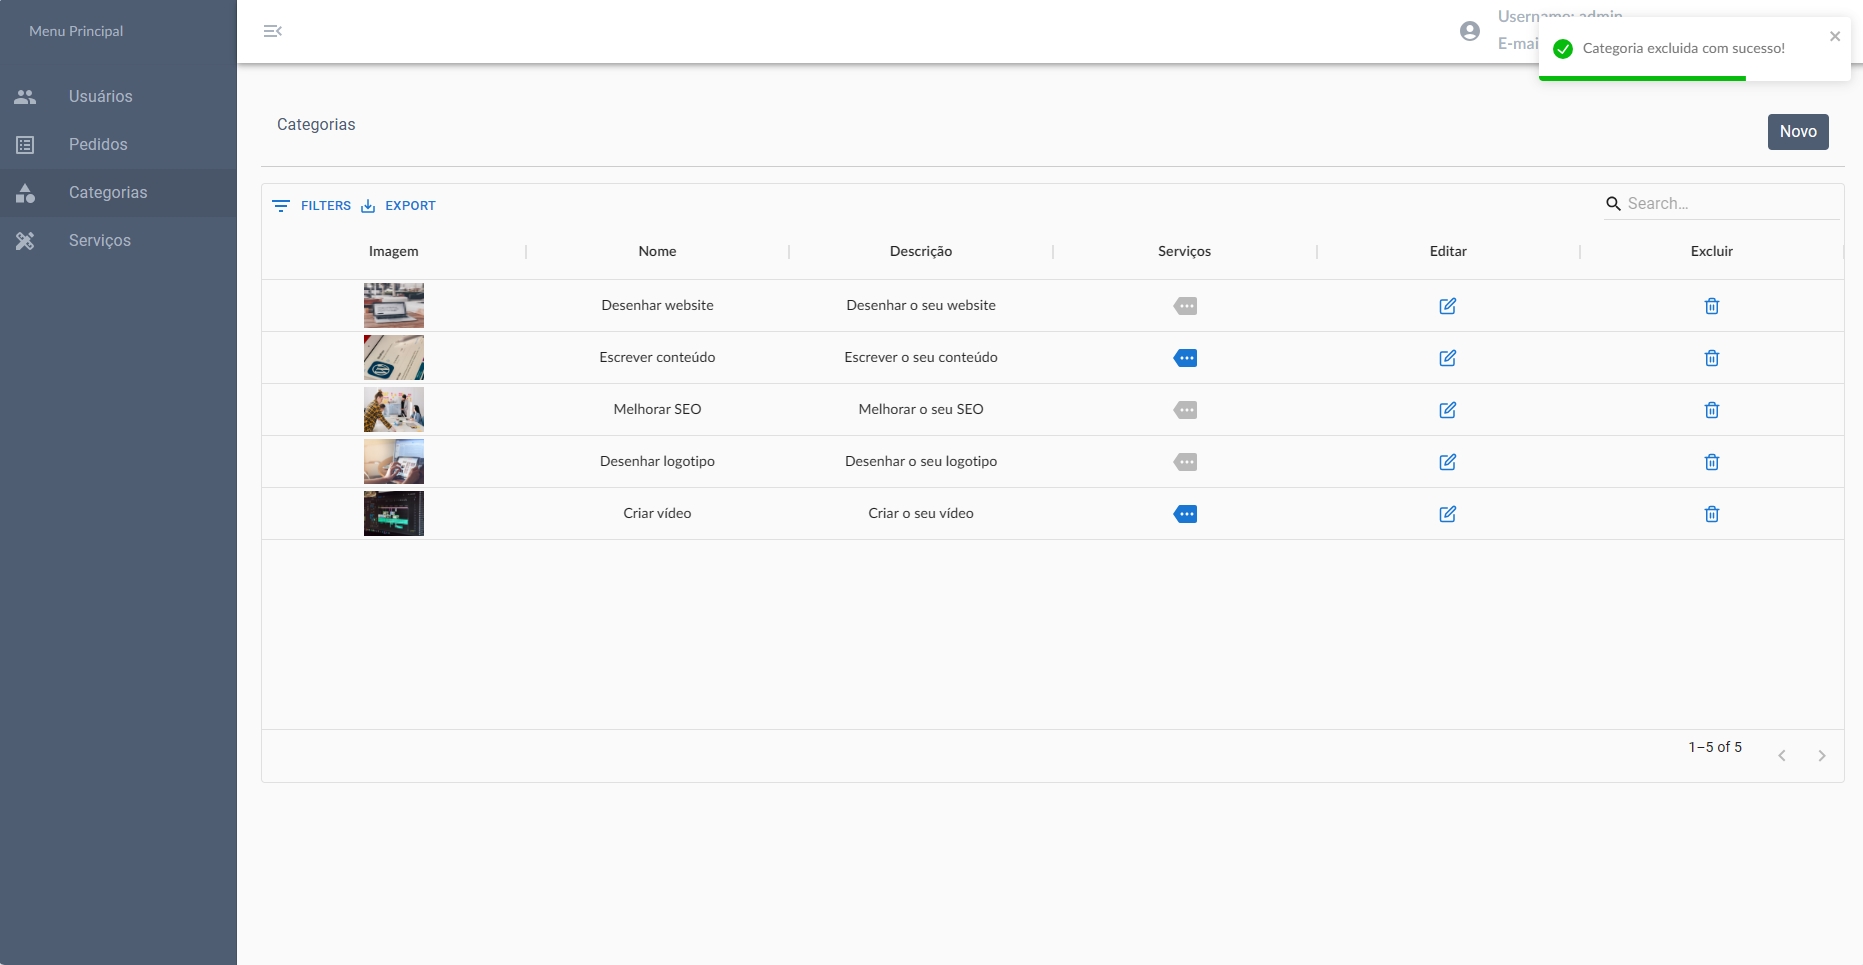 Menu Principal
Usuários
Pedidos
Categorias
Serviços
Username: admin
E-mai
Categoria excluida com sucesso!
Categorias
Novo
FILTERS
EXPORT
Search...
Imagem Nome Descrição Serviços Editar Excluir
Desenhar website Desenhar o seu website
Escrever conteúdo Escrever o seu conteúdo
Melhorar SEO Melhorar o seu SEO
Desenhar logotipo Desenhar o seu logotipo
Criar vídeo Criar o seu vídeo
1–5 of 5